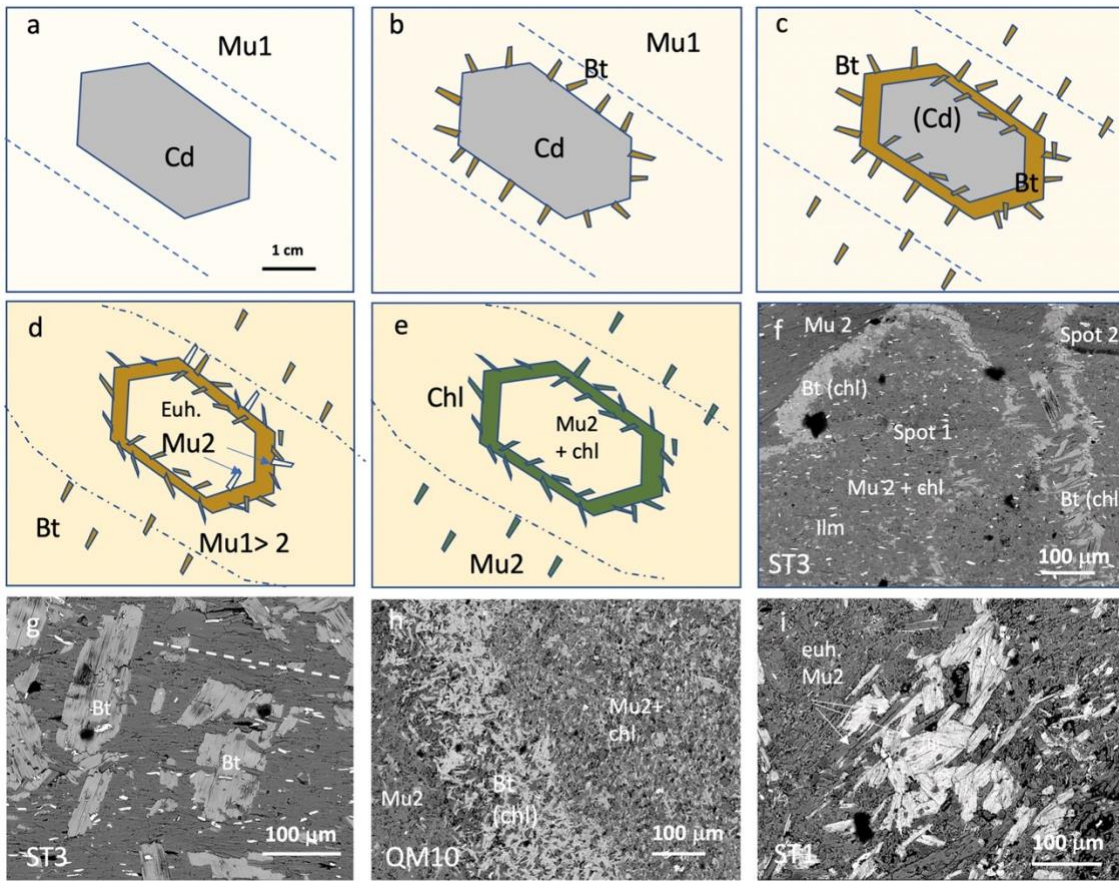 a
Mu1
Cd
1 cm
b
Mu1
Bt
Cd
c
Bt
(Cd)
Bt
d
Euh.
Mu2
Bt
Mu1> 2
e
Chl
Mu2
+ chl
Mu2
f
Mu 2
Spot 2
Bt (chl)
Spot 1
Mu 2 + chl
Bt (chl
Ilm
100 µm
ST3
g
Bt
Bt
100 µm
ST3
h
Mu2+
chl
Mu2
Bt
(chl)
100 µm
QM10
i
euh.
Mu2
100 µm
ST1